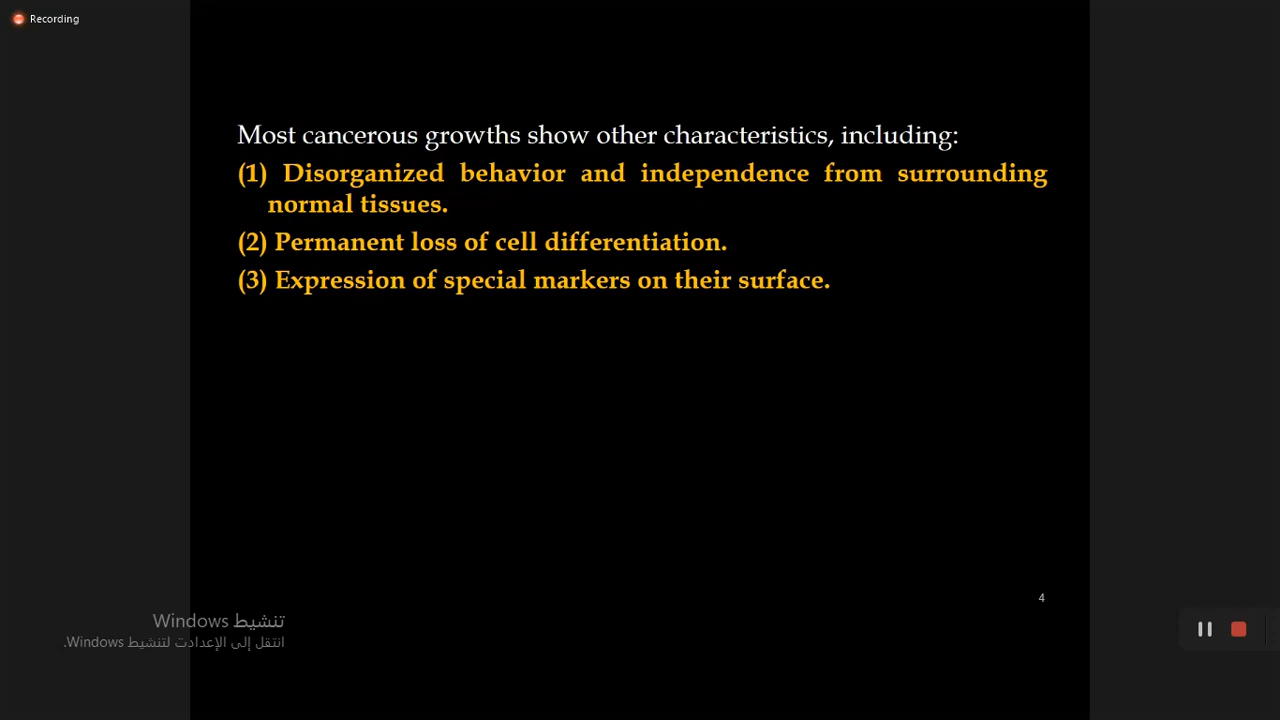 Recording
Most cancerous growths show other characteristics, including:
(1) Disorganized behavior and independence from surrounding
normal tissues.
(2) Permanent loss of cell differentiation.
(3) Expression of special markers on their surface.
4
تنشيط Windows
انتقل إلى الإعدادت لتنشيط Windows.